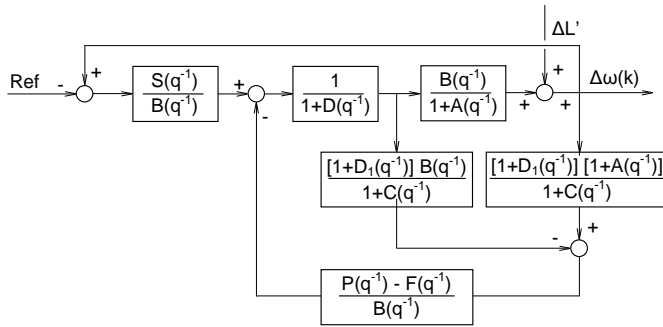 ΔL'
Ref
-
+
S(q⁻¹)
B(q⁻¹)
+
-
1
1+D(q⁻¹)
B(q⁻¹)
1+A(q⁻¹)
+
+
+
Δω(k)
[1+D₁(q⁻¹)] B(q⁻¹)
1+C(q⁻¹)
[1+D₁(q⁻¹)] [1+A(q⁻¹)]
1+C(q⁻¹)
-
+
P(q⁻¹) - F(q⁻¹)
B(q⁻¹)